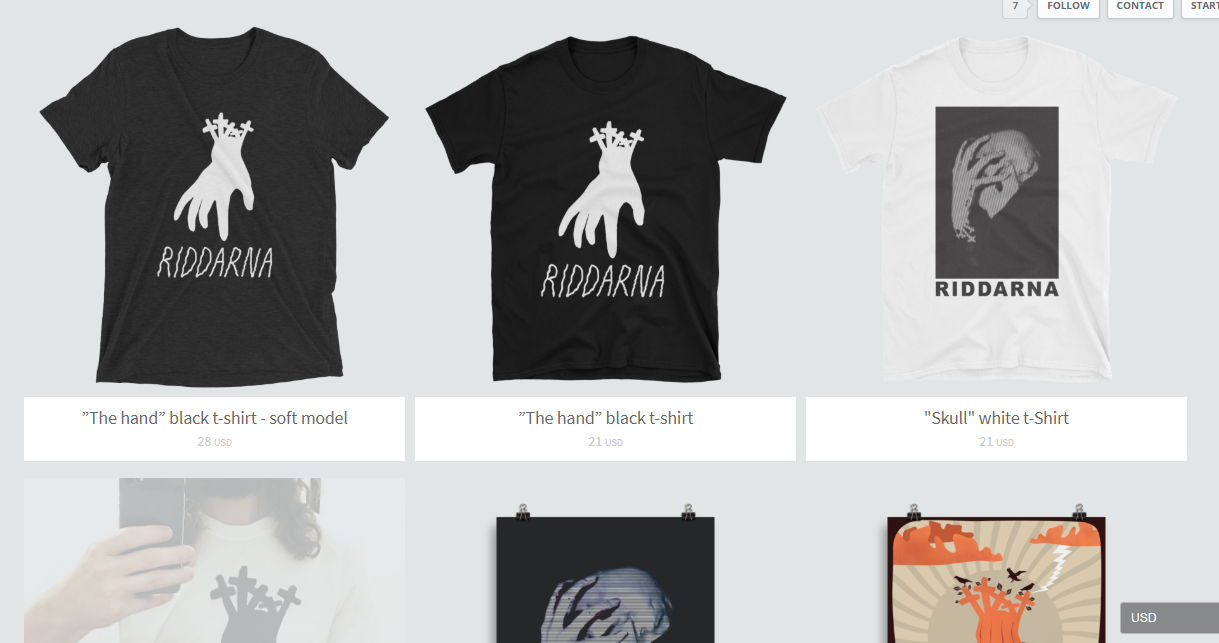 7
FOLLOW
CONTACT
START
RIDDARNA
RIDDARNA
RIDDARNA
”The hand” black t-shirt - soft model
28 USD
”The hand” black t-shirt
21 USD
"Skull" white t-Shirt
21 USD
USD